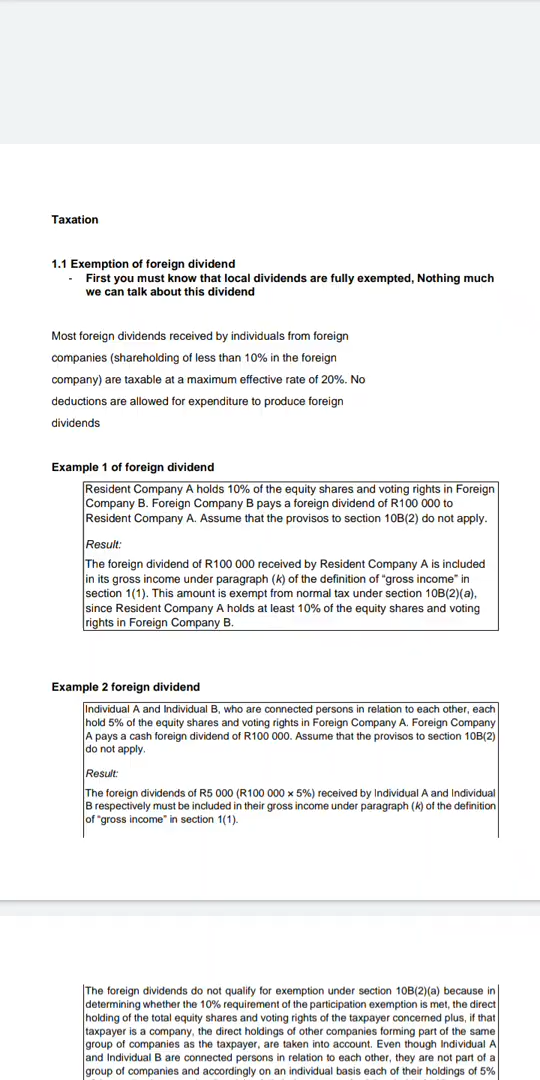 Taxation
1.1 Exemption of foreign dividend
- First you must know that local dividends are fully exempted, Nothing much
we can talk about this dividend
Most foreign dividends received by individuals from foreign
companies (shareholding of less than 10% in the foreign
company) are taxable at a maximum effective rate of 20%. No
deductions are allowed for expenditure to produce foreign
dividends
Example 1 of foreign dividend
Resident Company A holds 10% of the equity shares and voting rights in Foreign
Company B. Foreign Company B pays a foreign dividend of R100 000 to
Resident Company A. Assume that the provisos to section 10B(2) do not apply.
Result:
The foreign dividend of R100 000 received by Resident Company A is included
in its gross income under paragraph (k) of the definition of "gross income" in
section 1(1). This amount is exempt from normal tax under section 10B(2)(a),
since Resident Company A holds at least 10% of the equity shares and voting
rights in Foreign Company B.
Example 2 foreign dividend
Individual A and Individual B, who are connected persons in relation to each other, each
hold 5% of the equity shares and voting rights in Foreign Company A. Foreign Company
A pays a cash foreign dividend of R100 000. Assume that the provisos to section 10B(2)
do not apply.
Result:
The foreign dividends of R5 000 (R100 000 × 5%) received by Individual A and Individual
B respectively must be included in their gross income under paragraph (k) of the definition
of "gross income" in section 1(1).
The foreign dividends do not qualify for exemption under section 10B(2)(a) because in
determining whether the 10% requirement of the participation exemption is met, the direct
holding of the total equity shares and voting rights of the taxpayer concerned plus, if that
taxpayer is a company, the direct holdings of other companies forming part of the same
group of companies as the taxpayer, are taken into account. Even though Individual A
and Individual B are connected persons in relation to each other, they are not part of a
group of companies and accordingly on an individual basis each of their holdings of 5%